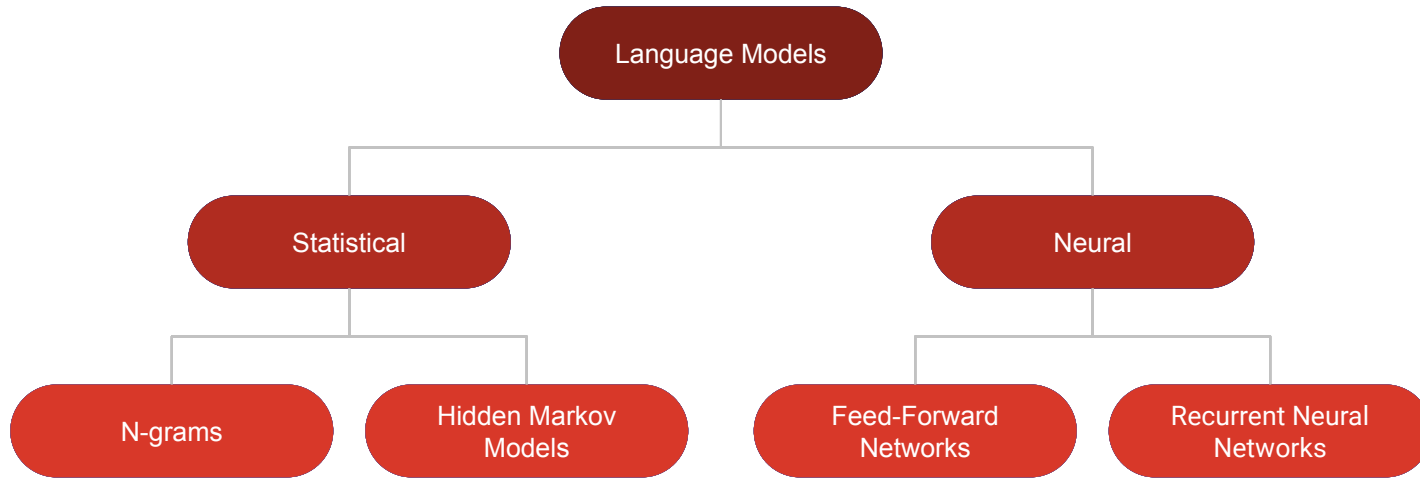 Language Models
Statistical
Neural
N-grams
Hidden Markov
Models
Feed-Forward
Networks
Recurrent Neural
Networks